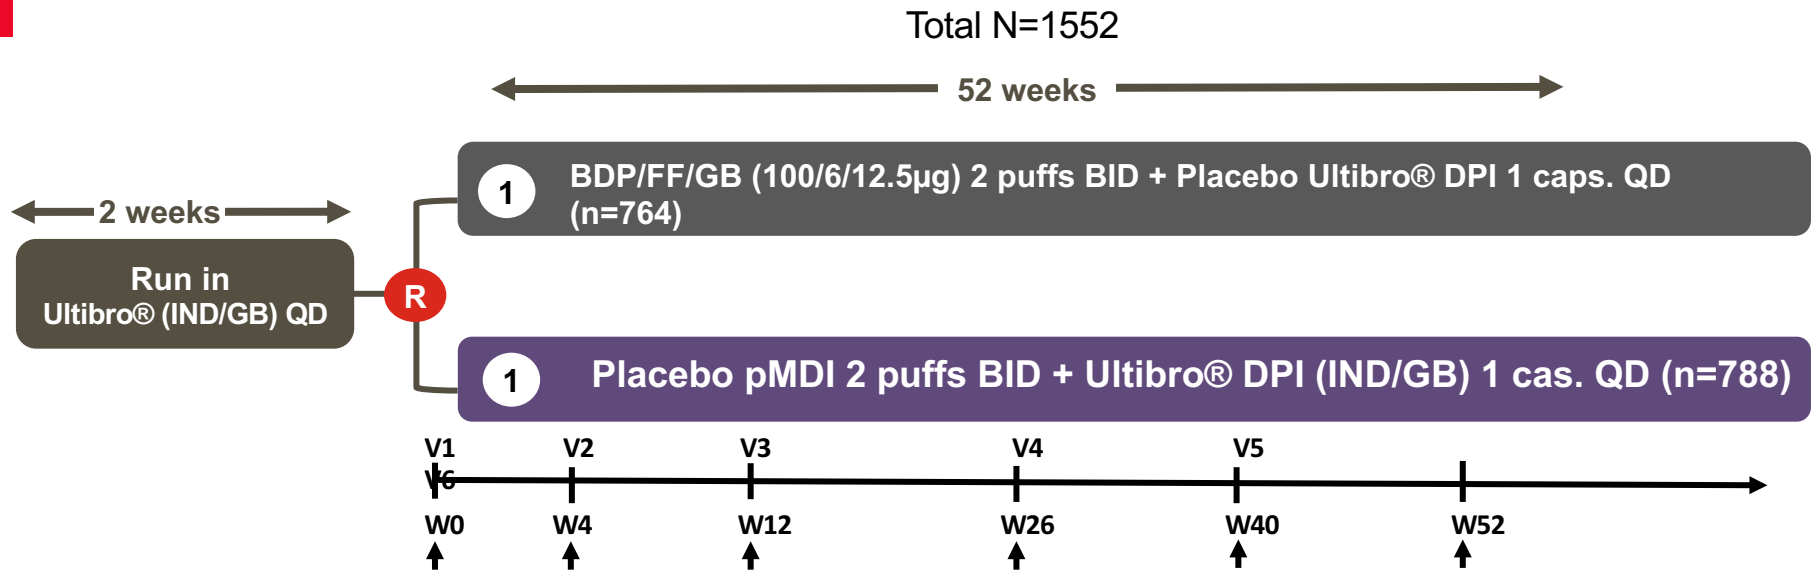 Total N=1552
52 weeks
1
BDP/FF/GB (100/6/12.5µg) 2 puffs BID + Placebo Ultibro® DPI 1 caps. QD
(n=764)
2 weeks
Run in
Ultibro® (IND/GB) QD
R
1
Placebo pMDI 2 puffs BID + Ultibro® DPI (IND/GB) 1 cas. QD (n=788)
V1 V2 V3 V4 V5
V6
W0 W4 W12 W26 W40 W52